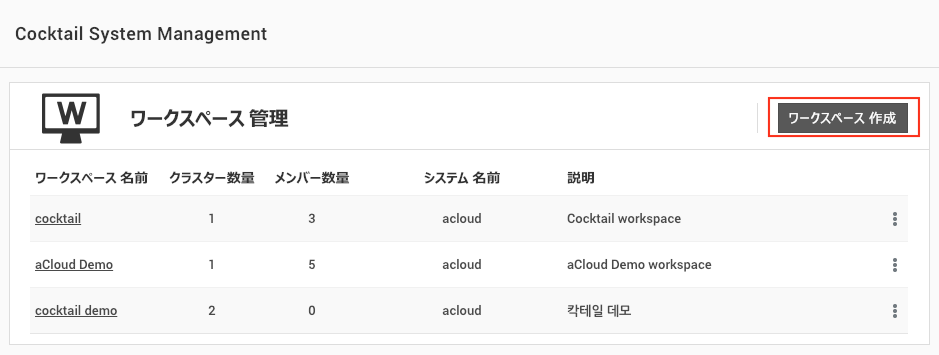 Cocktail System Management
W
ワークスペース 管理
ワークスペース 作成
ワークスペース 名前 クラスター数量 メンバー数量 システム 名前 説明
cocktail 1 3 acloud Cocktail workspace
aCloud Demo 1 5 acloud aCloud Demo workspace
cocktail demo 2 0 acloud 칵테일 데모